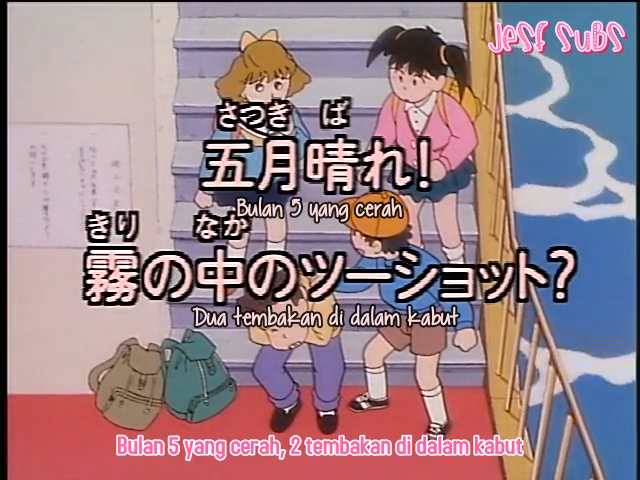 Jesf Subs
さつき ば
五月晴れ!
Bulan 5 yang cerah
きり なか
霧の中のツーショット?
Dua tembakan di dalam kabut
Bulan 5 yang cerah, 2 tembakan di dalam kabut